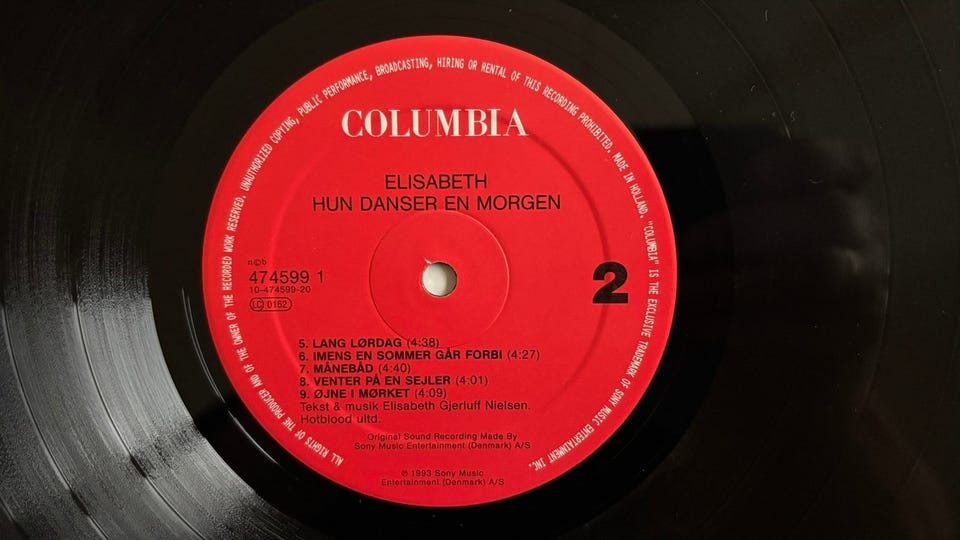 ALL RIGHTS OF THE PRODUCER AND OF THE OWNER OF THE RECORDED WORK RESERVED. UNAUTHORIZED COPYING, PUBLIC PERFORMANCE, BROADCASTING, HIRING OR RENTAL OF THIS RECORDING PROHIBITED. MADE IN HOLLAND. "COLUMBIA" IS THE EXCLUSIVE TRADEMARK OF SONY MUSIC ENTERTAINMENT INC.
COLUMBIA
ELISABETH
HUN DANSER EN MORGEN
n©b
474599 1
10-474599-20
LC 0162
2
5. LANG LØRDAG (4:38)
6. IMENS EN SOMMER GÅR FORBI (4:27)
7. MÅNEBÅD (4:40)
8. VENTER PÅ EN SEJLER (4:01)
9. ØJNE I MØRKET (4:09)
Tekst & musik Elisabeth Gjerluff Nielsen.
Hotblood ultd.
Original Sound Recording Made By
Sony Music Entertainment (Denmark) A/S
℗ 1993 Sony Music
Entertainment (Denmark) A/S